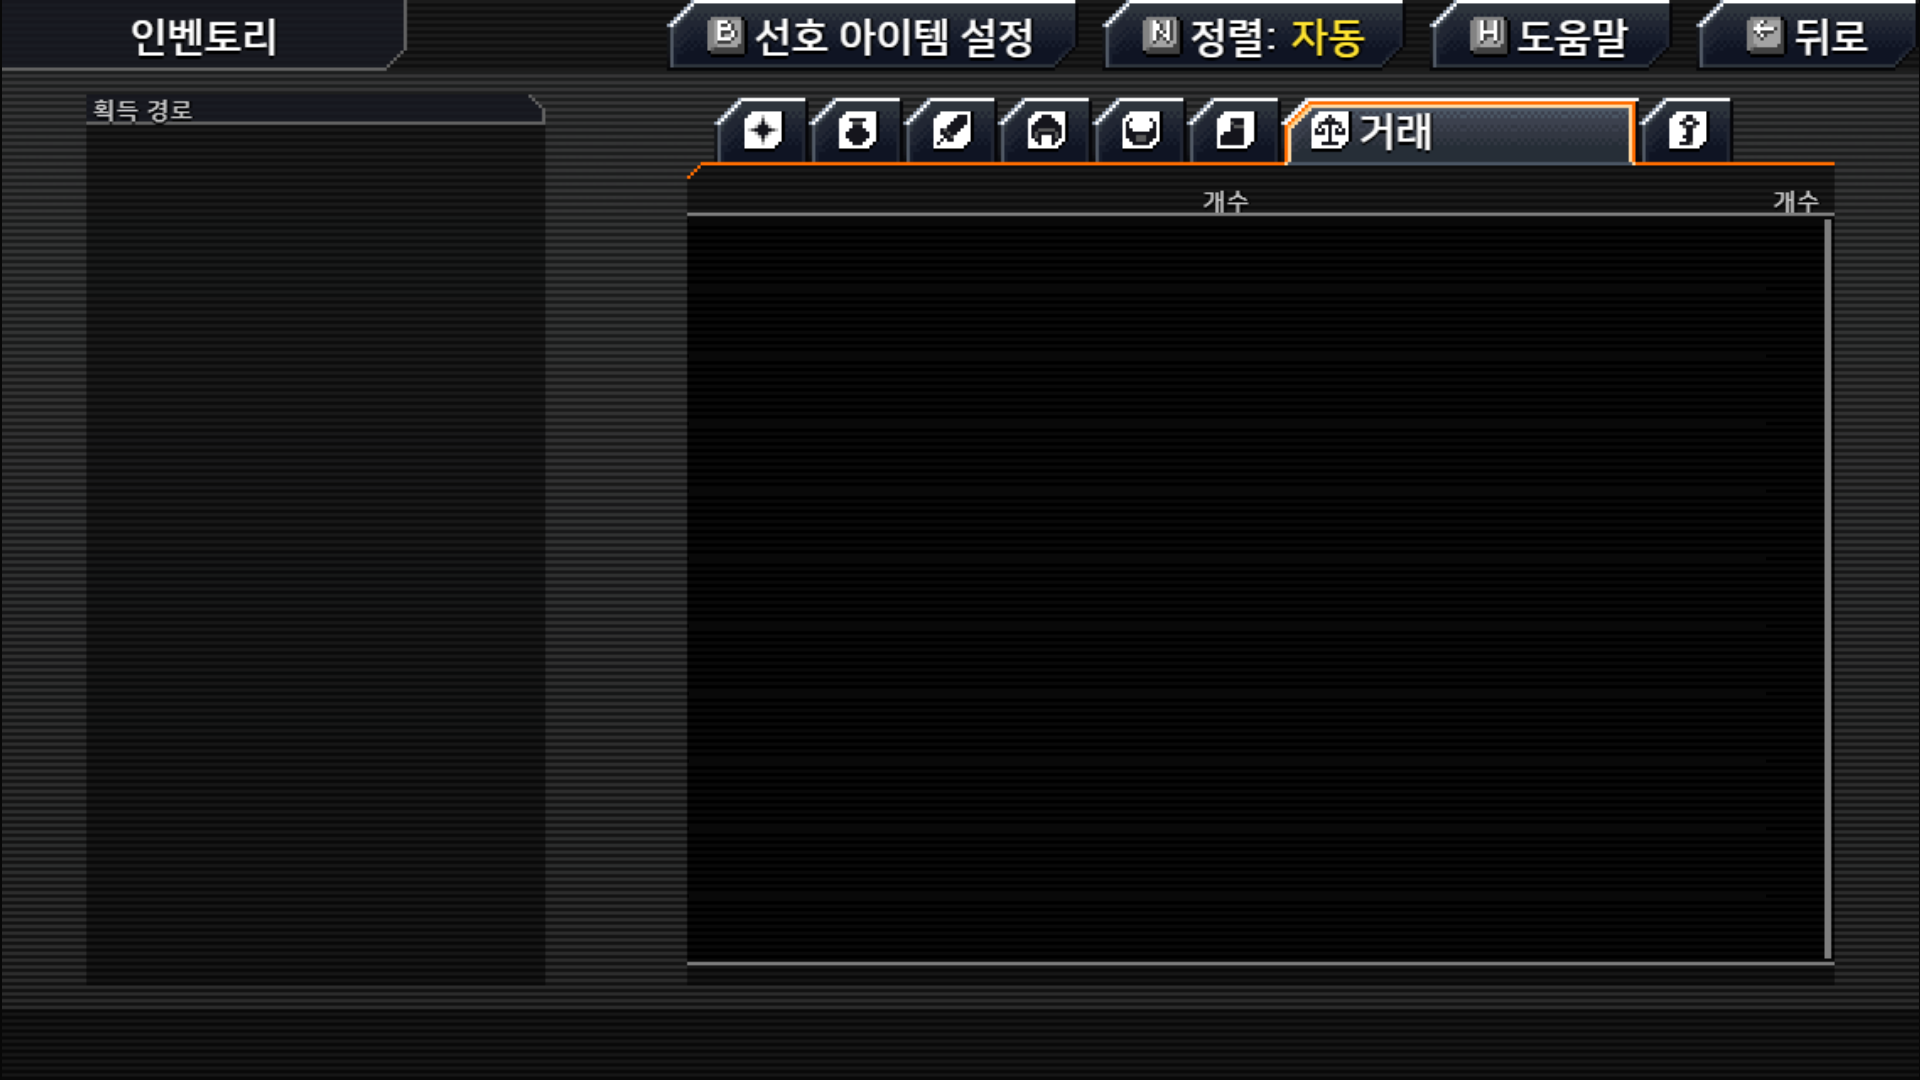 인벤토리
B 선호 아이템 설정
N 정렬: 자동
H 도움말
뒤로
획득 경로
거래
개수 개수